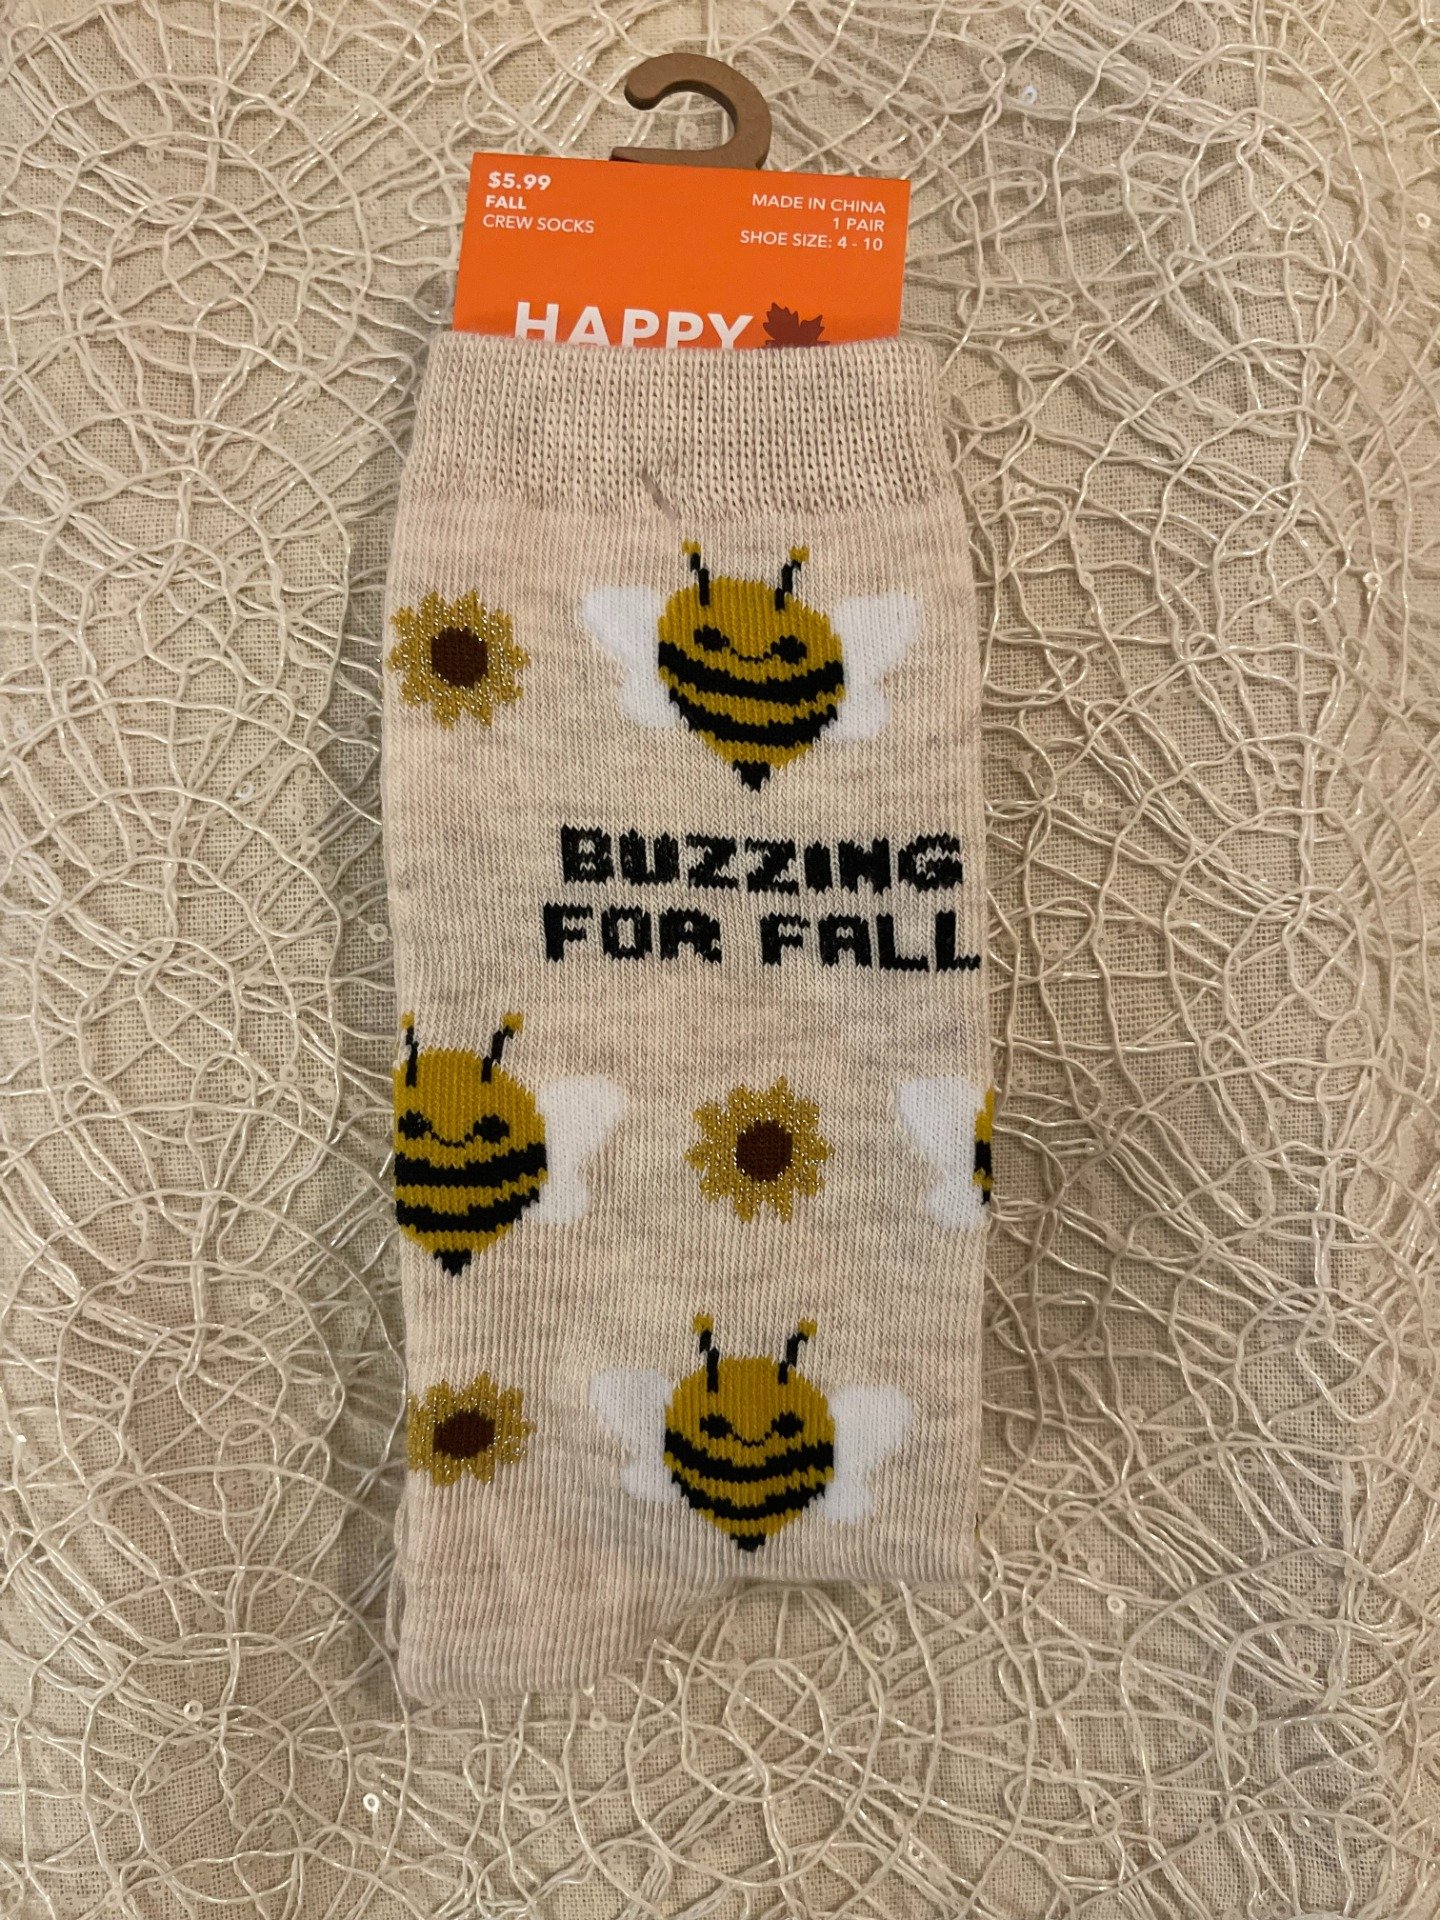 $5.99
FALL
CREW SOCKS
MADE IN CHINA
1 PAIR
SHOE SIZE: 4 - 10
HAPPY
BUZZING
FOR FALL